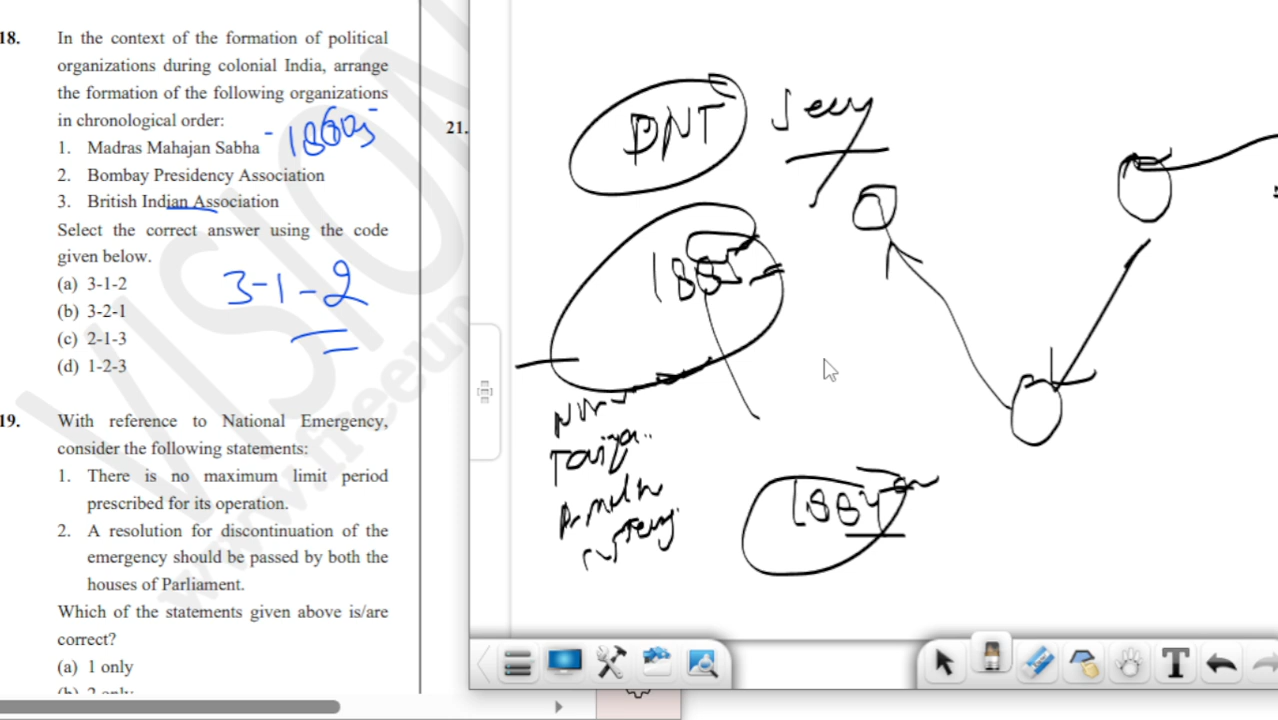 18. In the context of the formation of political
organizations during colonial India, arrange
the formation of the following organizations
in chronological order:
1. Madras Mahajan Sabha
2. Bombay Presidency Association
3. British Indian Association
Select the correct answer using the code
given below.
(a) 3-1-2
(b) 3-2-1
(c) 2-1-3
(d) 1-2-3
3-1-2
19. With reference to National Emergency,
consider the following statements:
1. There is no maximum limit period
prescribed for its operation.
2. A resolution for discontinuation of the
emergency should be passed by both the
houses of Parliament.
Which of the statements given above is/are
correct?
(a) 1 only
21.
DNT
1885
1884
T